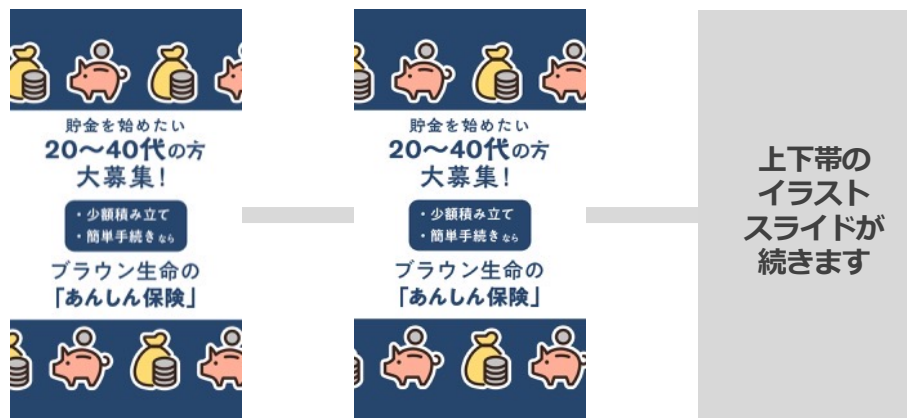 貯金を始めたい
20〜40代の方
大募集!
・少額積み立て
・簡単手続きなら
ブラウン生命の
「あんしん保険」
貯金を始めたい
20〜40代の方
大募集!
・少額積み立て
・簡単手続きなら
ブラウン生命の
「あんしん保険」
上下帯の
イラスト
スライドが
続きます